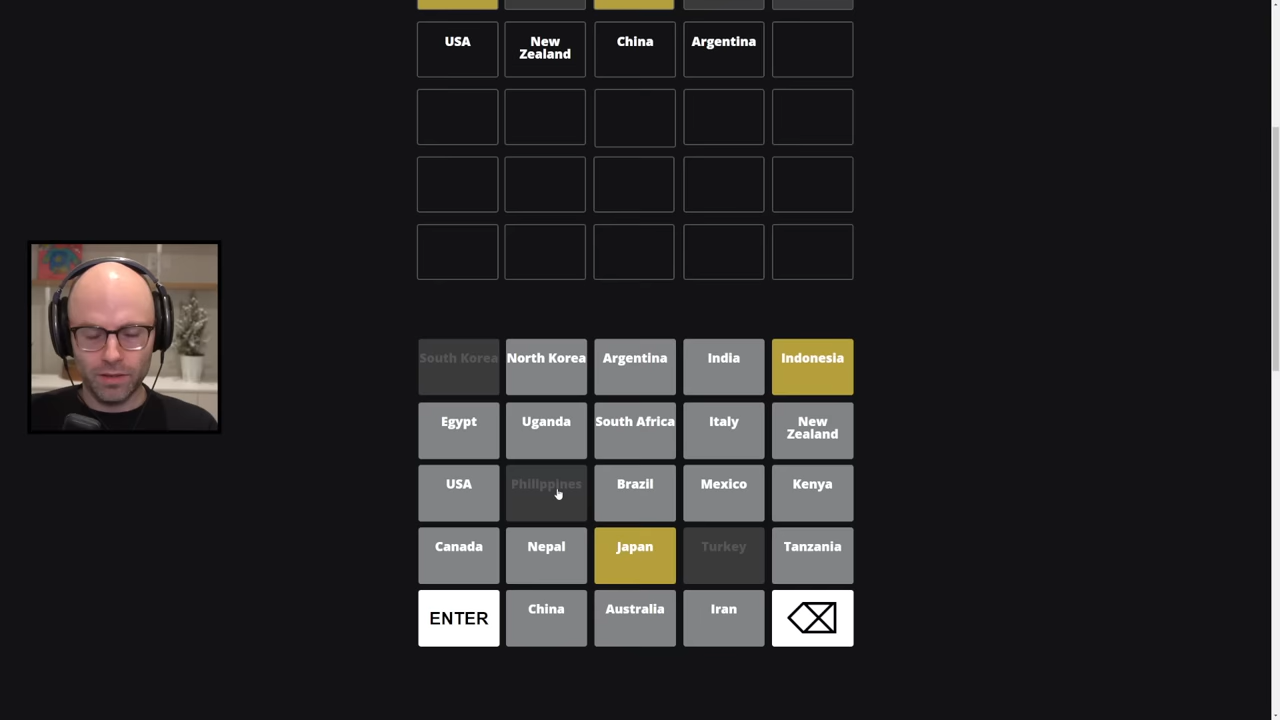 USA New Zealand China Argentina
South Korea North Korea Argentina India Indonesia
Egypt Uganda South Africa Italy New Zealand
USA Philippines Brazil Mexico Kenya
Canada Nepal Japan Turkey Tanzania
ENTER China Australia Iran